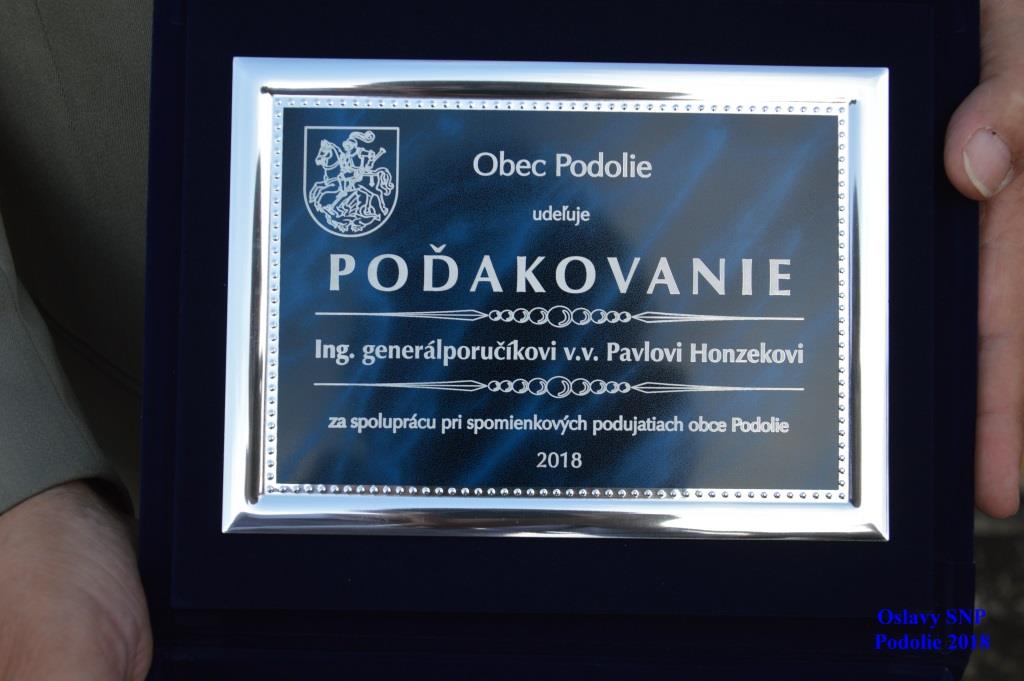 Obec Podolie
udeľuje
POĎAKOVANIE
Ing. generálporučíkovi v.v. Pavlovi Honzekovi
za spoluprácu pri spomienkových podujatiach obce Podolie
2018
Oslavy SNP
Podolie 2018